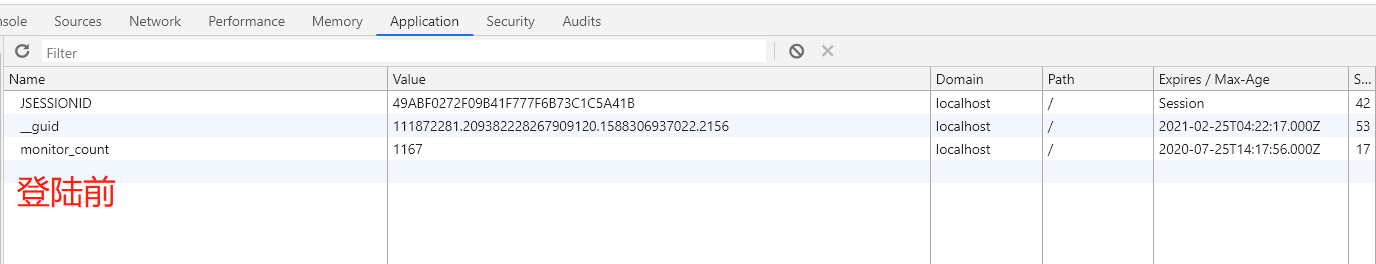 nsole Sources Network Performance Memory Application Security Audits
Filter
Name Value Domain Path Expires / Max-Age S...
JSESSIONID 49ABF0272F09B41F777F6B73C1C5A41B localhost / Session 42
__guid 111872281.209382228267909120.1588306937022.2156 localhost / 2021-02-25T04:22:17.000Z 53
monitor_count 1167 localhost / 2020-07-25T14:17:56.000Z 17
登陆前